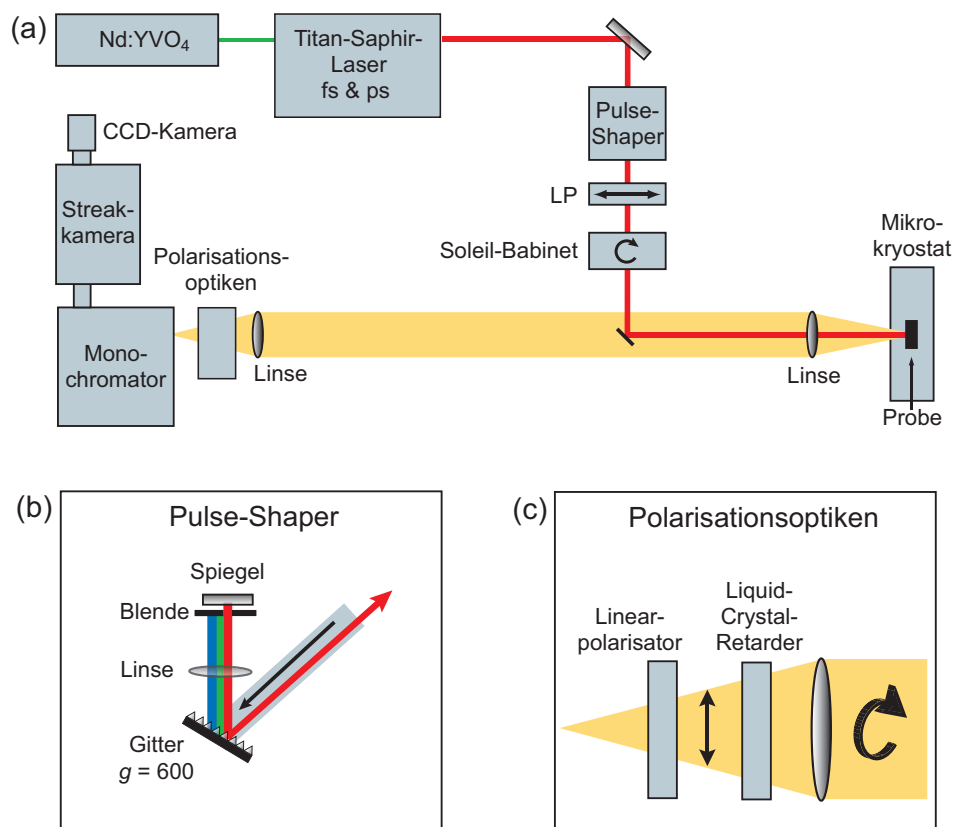 (a)
Nd:YVO4
Titan-Saphir-
Laser
fs & ps
Pulse-
Shaper
CCD-Kamera
LP
Streak-
kamera
Soleil-Babinet
Mikro-
kryostat
Polarisations-
optiken
Mono-
chromator
Linse
Linse
Probe
(b)
Pulse-Shaper
Spiegel
Blende
Linse
Gitter
g = 600
(c)
Polarisationsoptiken
Linear-
polarisator
Liquid-
Crystal-
Retarder